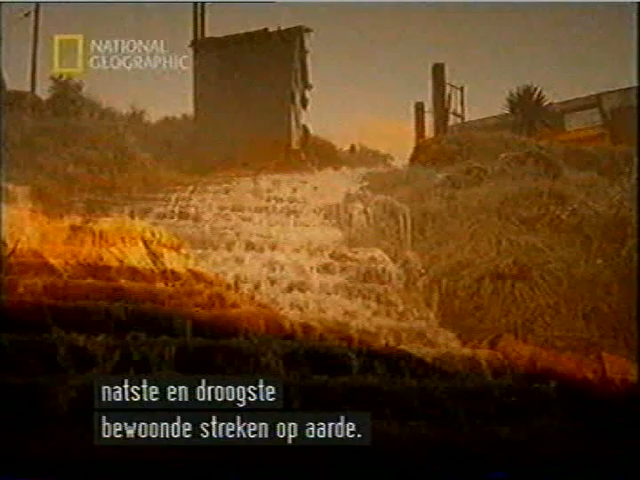 NATIONAL
GEOGRAPHIC
natste en droogste
bewoonde streken op aarde.